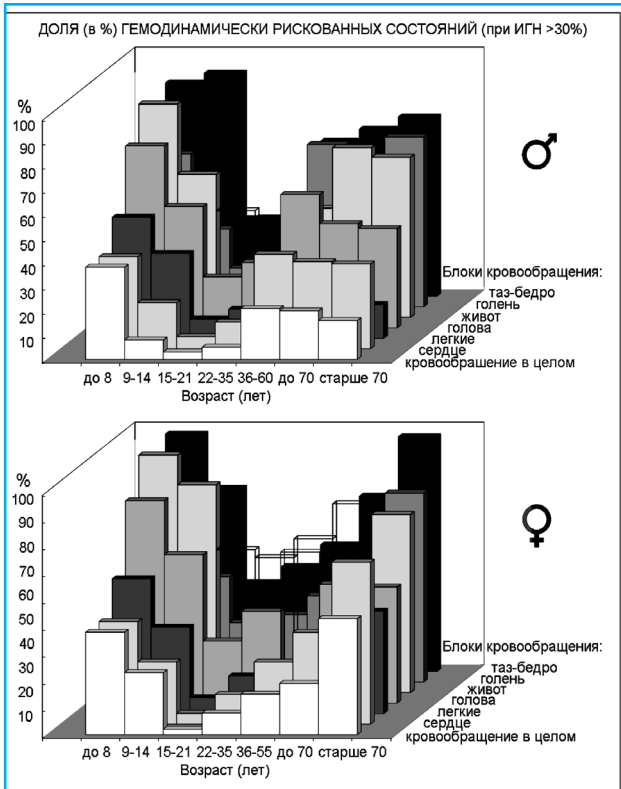 ДОЛЯ (в %) ГЕМОДИНАМИЧЕСКИ РИСКОВАННЫХ СОСТОЯНИЙ (при ИГН >30%)
%
100
90
80
70
60
50
40
30
20
10
Блоки кровообращения:
таз-бедро
голень
живот
голова
легкие
сердце
кровообрашение в целом
до 8 9-14 15-21 22-35 36-60 до 70 старше 70
Возраст (лет)
%
100
90
80
70
60
50
40
30
20
10
Блоки кровообращения:
таз-бедро
голень
живот
голова
легкие
сердце
кровообращение в целом
до 8 9-14 15-21 22-35 36-55 до 70 старше 70
Возраст (лет)